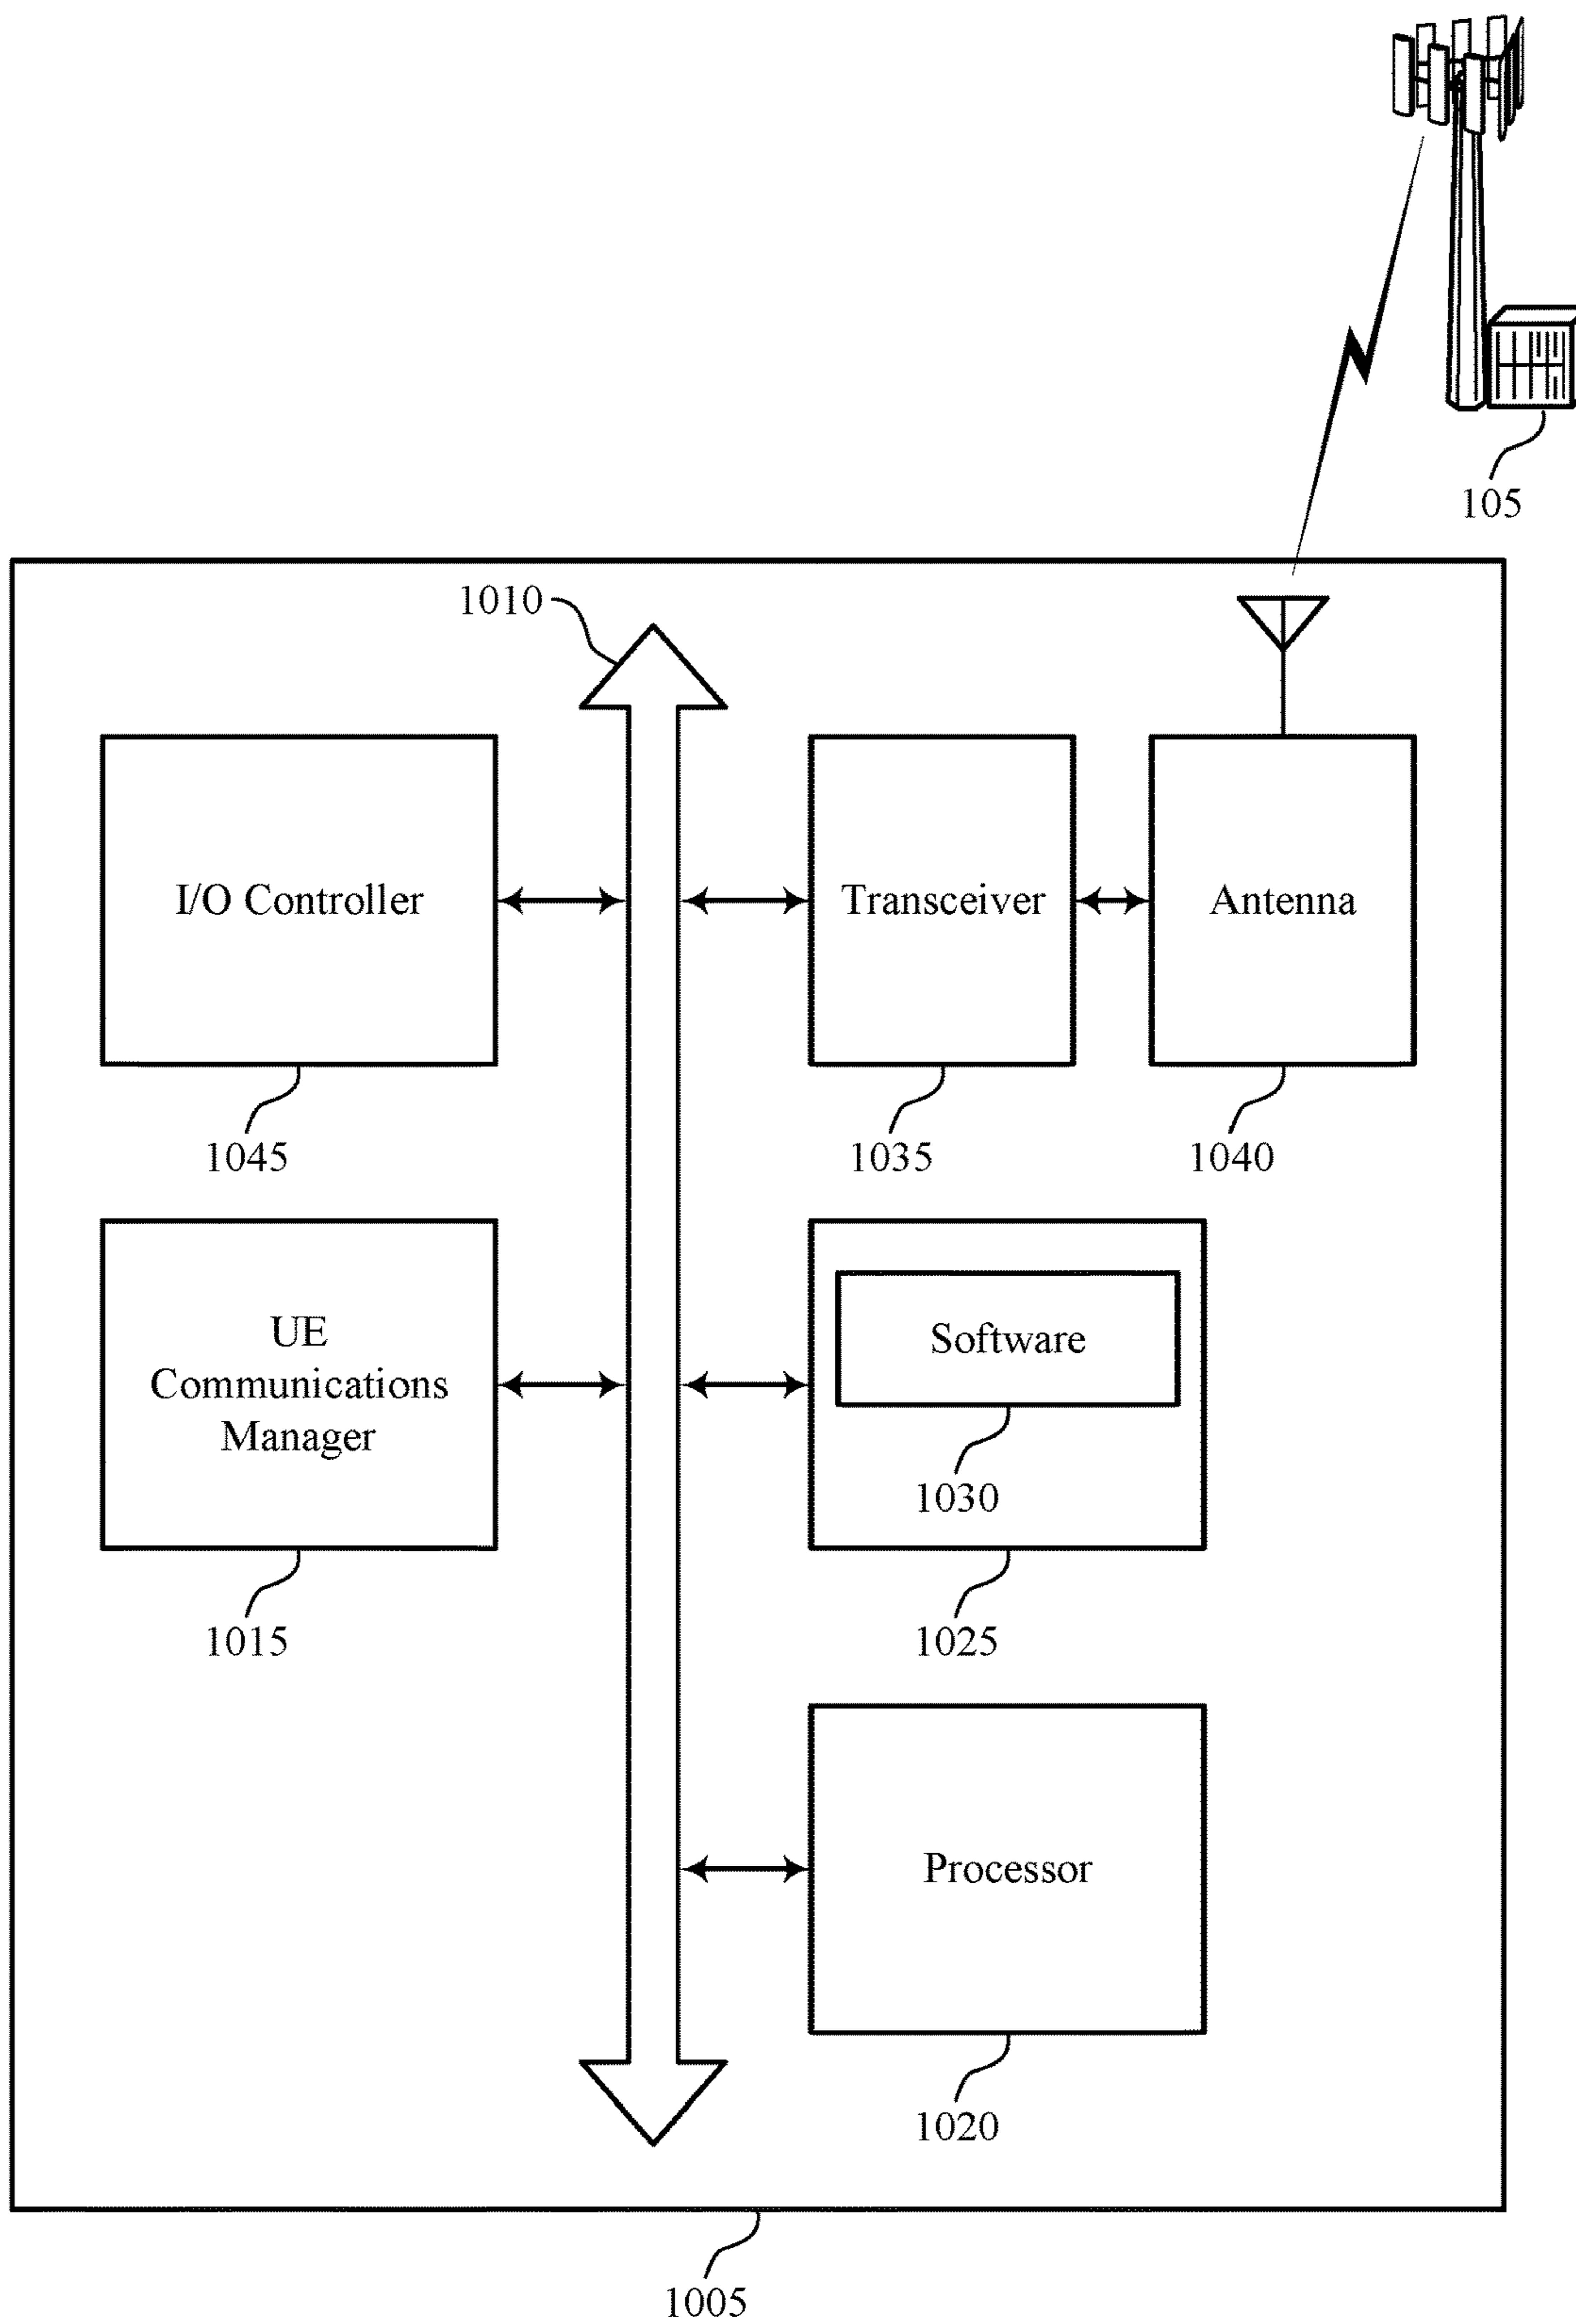 105
1010
I/O Controller
Transceiver
Antenna
1045
1035
1040
UE
Communications
Manager
Software
1030
1015
1025
Processor
1020
1005